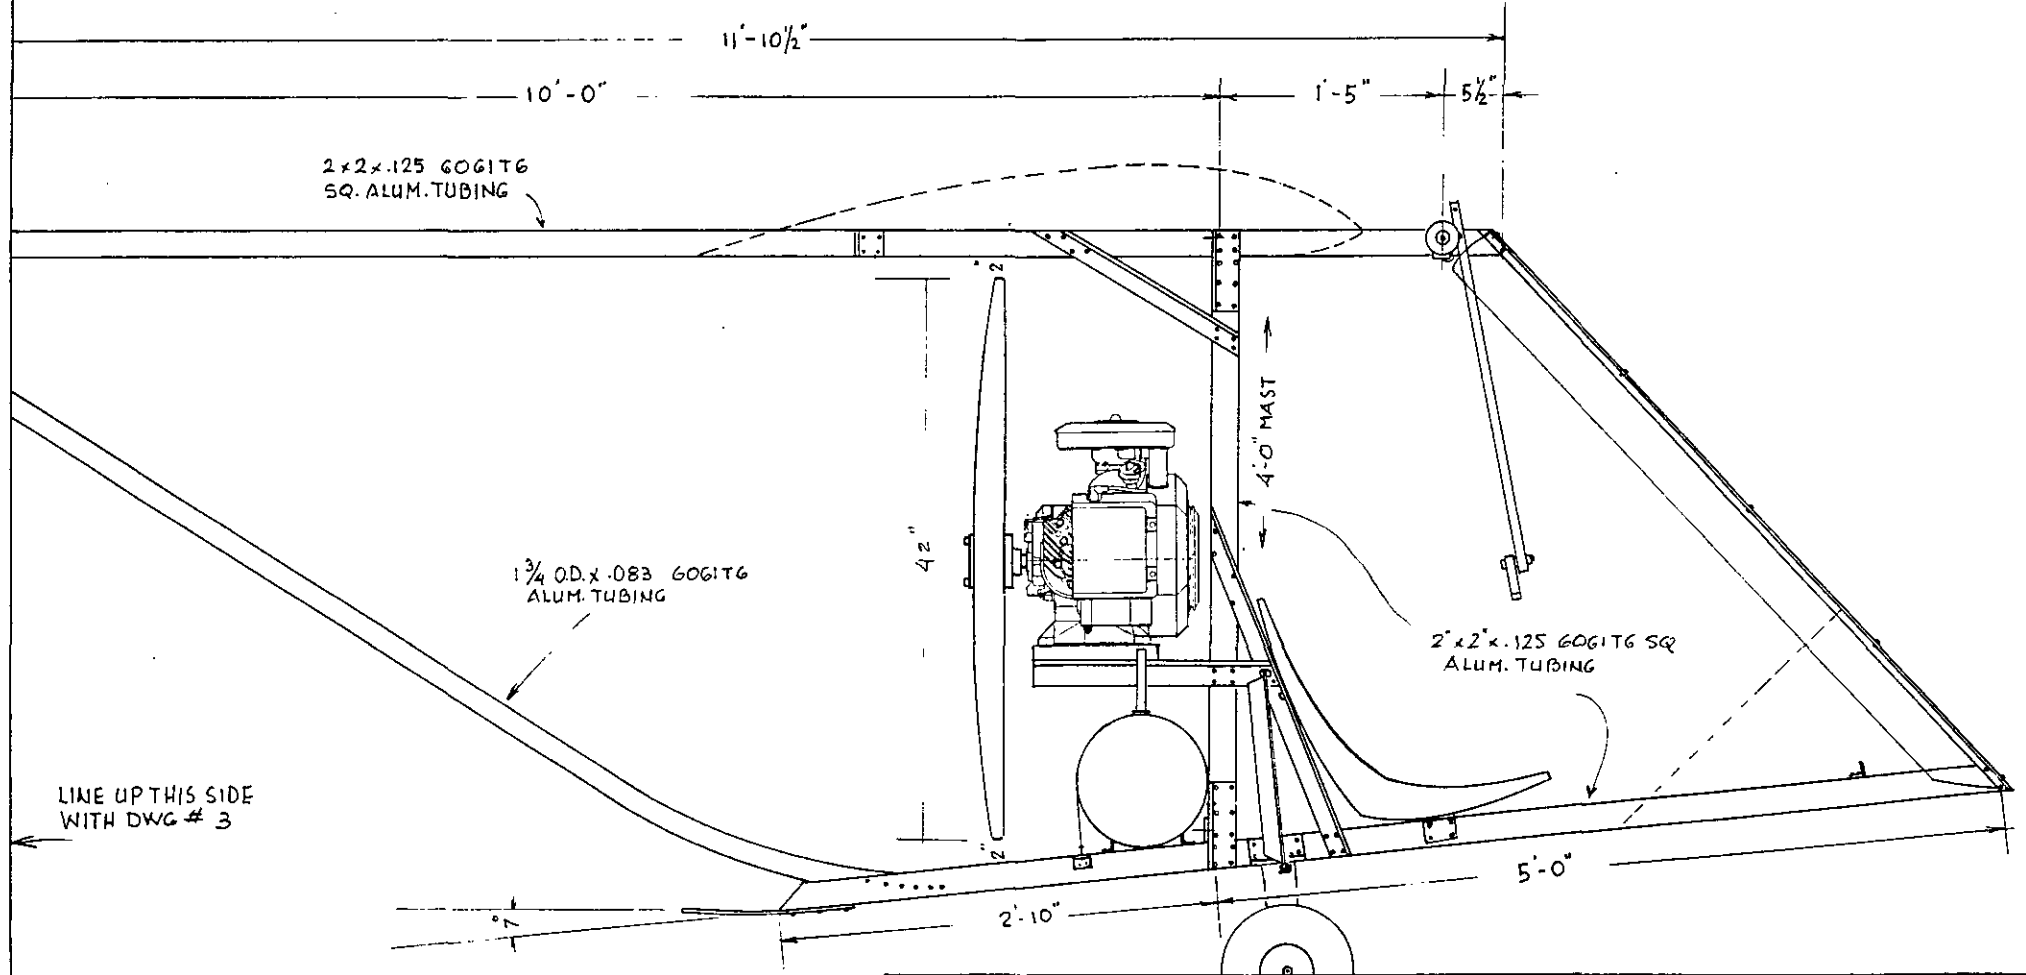 11'-10½"
10'-0"
1'-5"
5½"
2×2×.125 6061T6
SQ. ALUM. TUBING
2"
42"
4'-0" MAST
1¾ O.D. x .083 6061T6
ALUM. TUBING
2"x2"x.125 6061T6 SQ
ALUM. TUBING
LINE UP THIS SIDE
WITH DWG # 3
2"
5'-0"
2'-10"
7°